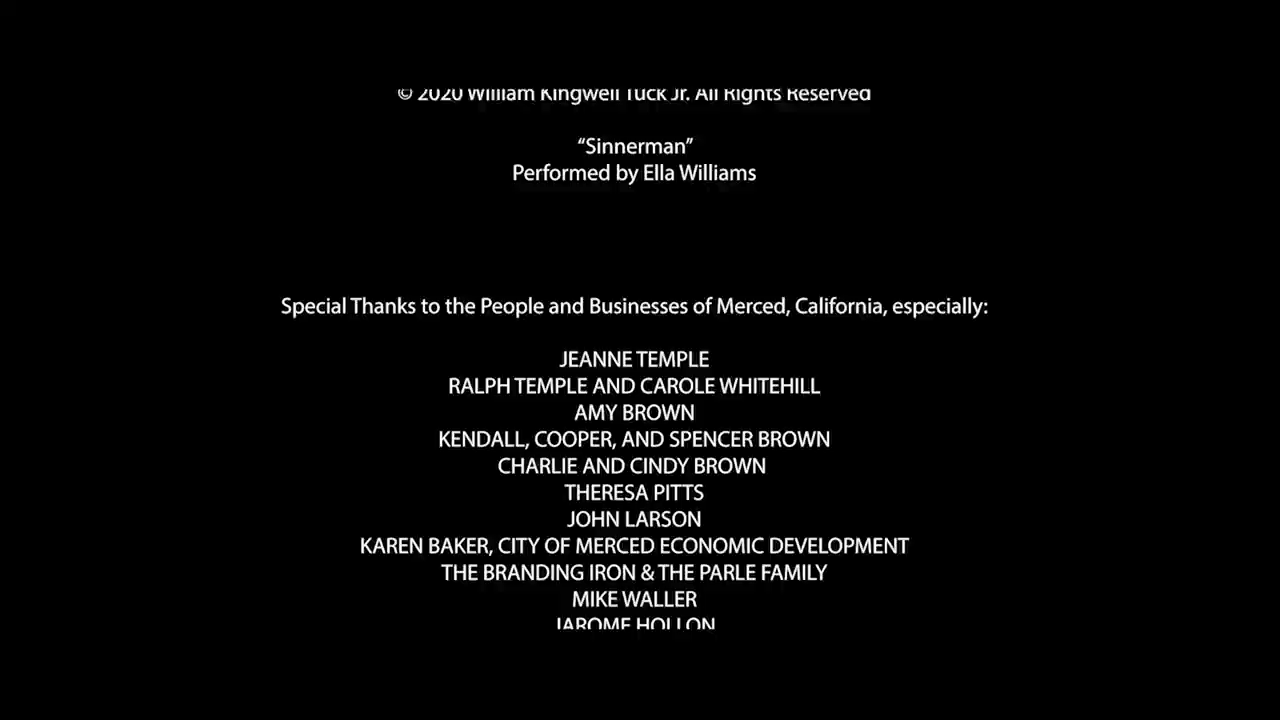 © 2020 William Kingwell Tuck Jr. All Rights Reserved
“Sinnerman”
Performed by Ella Williams
Special Thanks to the People and Businesses of Merced, California, especially:
JEANNE TEMPLE
RALPH TEMPLE AND CAROLE WHITEHILL
AMY BROWN
KENDALL, COOPER, AND SPENCER BROWN
CHARLIE AND CINDY BROWN
THERESA PITTS
JOHN LARSON
KAREN BAKER, CITY OF MERCED ECONOMIC DEVELOPMENT
THE BRANDING IRON & THE PARLE FAMILY
MIKE WALLER
JAROME HOLLON